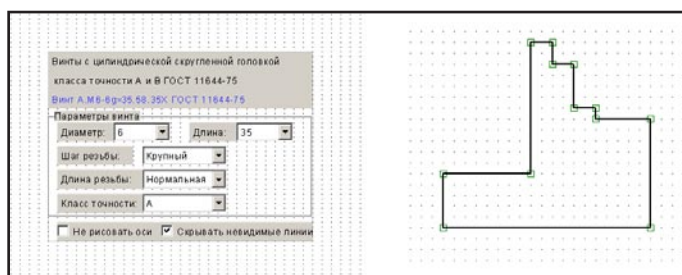 Винты с цилиндрической скругленной головкой
класса точности А и В ГОСТ 11644-75
Винт А.М6-6g×35.58.35Х ГОСТ 11644-75
Параметры винта
Диаметр: 6 Длина: 35
Шаг резьбы: Крупный
Длина резьбы: Нормальная
Класс точности: А
Не рисовать оси Скрывать невидимые линии